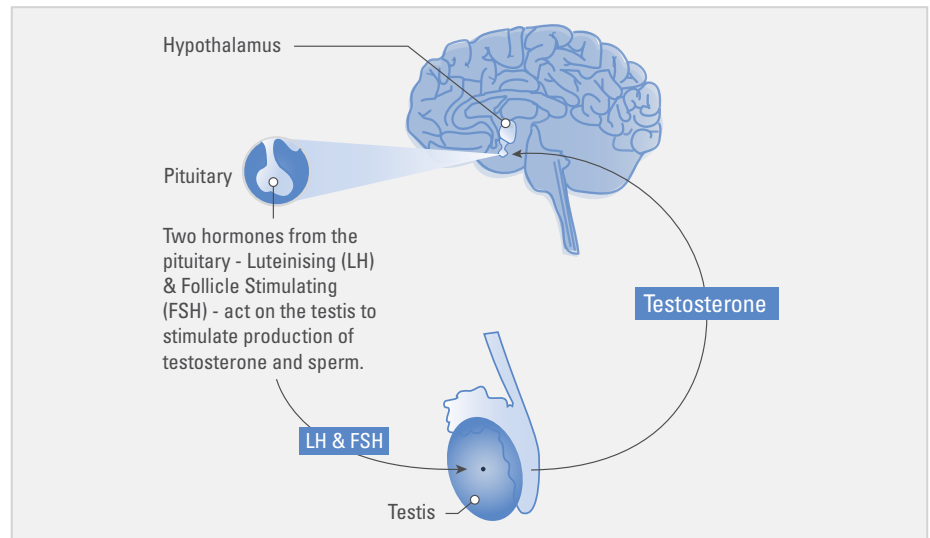 Hypothalamus
Pituitary
Two hormones from the
pituitary - Luteinising (LH)
& Follicle Stimulating
(FSH) - act on the testis to
stimulate production of
testosterone and sperm.
Testosterone
LH & FSH
Testis